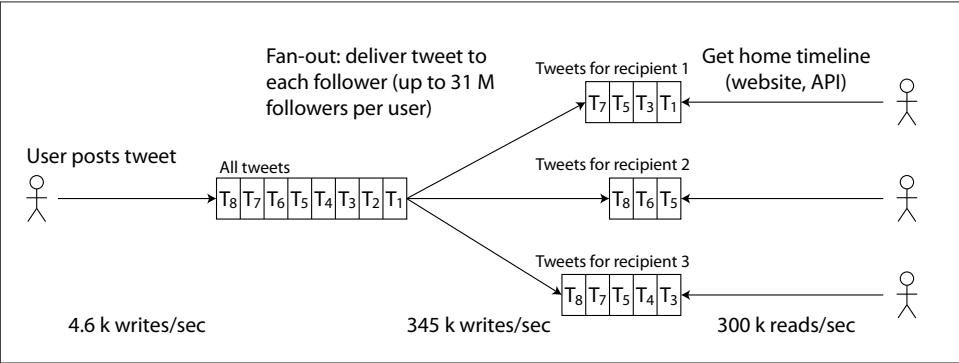 Fan-out: deliver tweet to
each follower (up to 31 M
followers per user)
Tweets for recipient 1
T₇ T₅ T₃ T₁
Get home timeline
(website, API)
User posts tweet
All tweets
T₈ T₇ T₆ T₅ T₄ T₃ T₂ T₁
Tweets for recipient 2
T₈ T₆ T₅
Tweets for recipient 3
T₈ T₇ T₅ T₄ T₃
4.6 k writes/sec
345 k writes/sec
300 k reads/sec